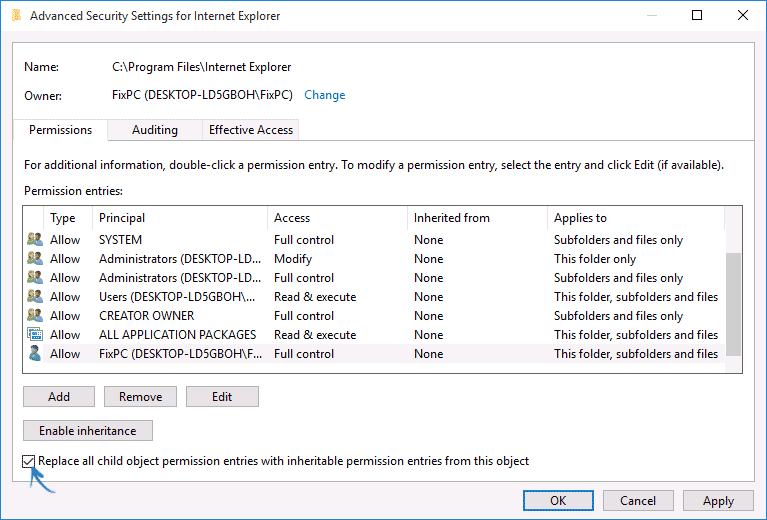 Advanced Security Settings for Internet Explorer
Name: C:\Program Files\Internet Explorer
Owner: FixPC (DESKTOP-LD5GBOH\FixPC) Change
Permissions Auditing Effective Access
For additional information, double-click a permission entry. To modify a permission entry, select the entry and click Edit (if available).
Permission entries:
Type Principal Access Inherited from Applies to
Allow SYSTEM Full control None Subfolders and files only
Allow Administrators (DESKTOP-LD... Modify None This folder only
Allow Administrators (DESKTOP-LD... Full control None Subfolders and files only
Allow Users (DESKTOP-LD5GBOH\... Read & execute None This folder, subfolders and files
Allow CREATOR OWNER Full control None Subfolders and files only
Allow ALL APPLICATION PACKAGES Read & execute None This folder, subfolders and files
Allow FixPC (DESKTOP-LD5GBOH\F... Full control None This folder, subfolders and files
Add Remove Edit
Enable inheritance
Replace all child object permission entries with inheritable permission entries from this object
OK Cancel Apply